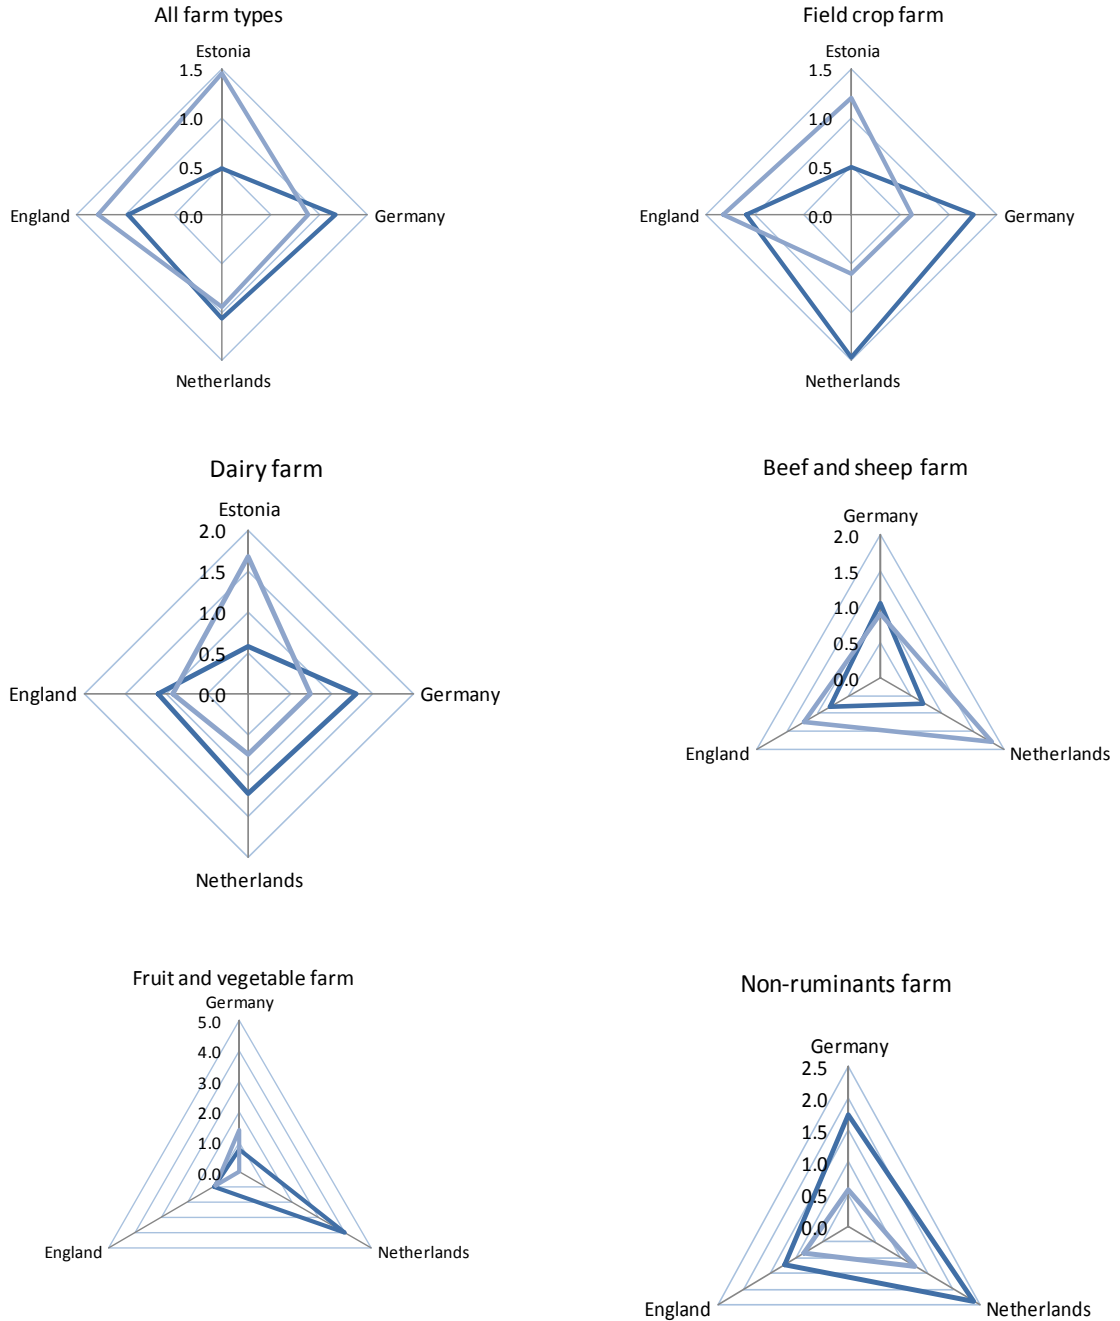 All farm types
Estonia
1.5
1.0
0.5
0.0
England
Germany
Netherlands
Field crop farm
Estonia
1.5
1.0
0.5
0.0
England
Germany
Netherlands
Dairy farm
Estonia
2.0
1.5
1.0
0.5
0.0
England
Germany
Netherlands
Beef and sheep farm
Germany
2.0
1.5
1.0
0.5
0.0
England
Netherlands
Fruit and vegetable farm
Germany
5.0
4.0
3.0
2.0
1.0
0.0
England
Netherlands
Non-ruminants farm
Germany
2.5
2.0
1.5
1.0
0.5
0.0
England
Netherlands